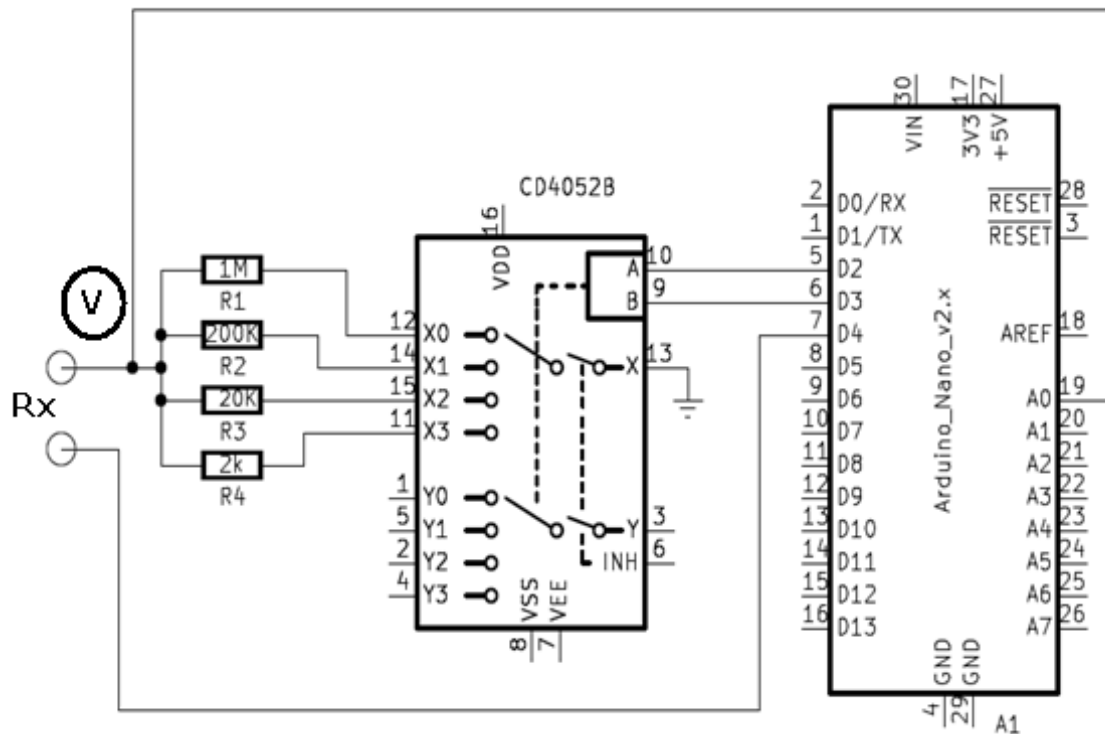 CD4052B
16
VDD
V
Rx
1M
R1
200K
R2
20K
R3
2k
R4
12 X0
14 X1
15 X2
11 X3
1 Y0
5 Y1
2 Y2
4 Y3
A 10
B 9
X 13
Y 3
INH 6
VSS
VEE
8
7
30
17
27
VIN
3V3
+5V
2 D0/RX
1 D1/TX
5 D2
6 D3
7 D4
8 D5
9 D6
10 D7
11 D8
12 D9
13 D10
14 D11
15 D12
16 D13
Arduino_Nano_v2.x
RESET 28
RESET 3
AREF 18
A0 19
A1 20
A2 21
A3 22
A4 23
A5 24
A6 25
A7 26
GND
GND
4
29
A1